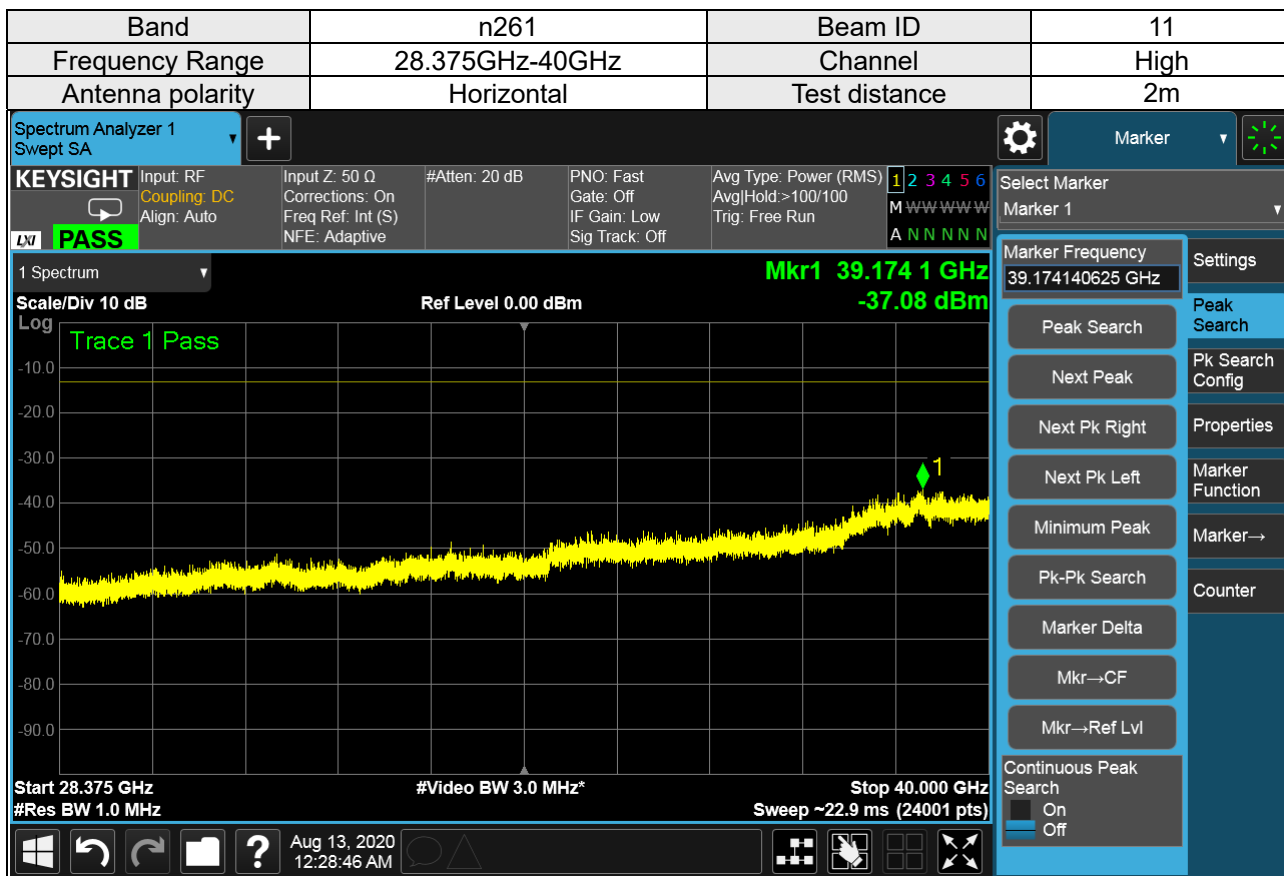 Band n261 Beam ID 11
Frequency Range 28.375GHz-40GHz Channel High
Antenna polarity Horizontal Test distance 2m
Spectrum Analyzer 1
Swept SA
+
Marker
KEYSIGHT
LXI PASS
Input: RF
Coupling: DC
Align: Auto
Input Z: 50 Ω
Corrections: On
Freq Ref: Int (S)
NFE: Adaptive
#Atten: 20 dB
PNO: Fast
Gate: Off
IF Gain: Low
Sig Track: Off
Avg Type: Power (RMS)
Avg|Hold:>100/100
Trig: Free Run
1 2 3 4 5 6
M W W W W W
A N N N N N
Select Marker
Marker 1
1 Spectrum
Mkr1 39.174 1 GHz
-37.08 dBm
Scale/Div 10 dB
Ref Level 0.00 dBm
Log
Trace 1 Pass
-10.0
-20.0
-30.0
-40.0
-50.0
-60.0
-70.0
-80.0
-90.0
1
Start 28.375 GHz
#Video BW 3.0 MHz*
Stop 40.000 GHz
#Res BW 1.0 MHz
Sweep ~22.9 ms (24001 pts)
Marker Frequency
39.174140625 GHz
Peak Search
Next Peak
Next Pk Right
Next Pk Left
Minimum Peak
Pk-Pk Search
Marker Delta
Mkr→CF
Mkr→Ref Lvl
Continuous Peak
Search
On
Off
Settings
Peak
Search
Pk Search
Config
Properties
Marker
Function
Marker→
Counter
?
Aug 13, 2020
12:28:46 AM